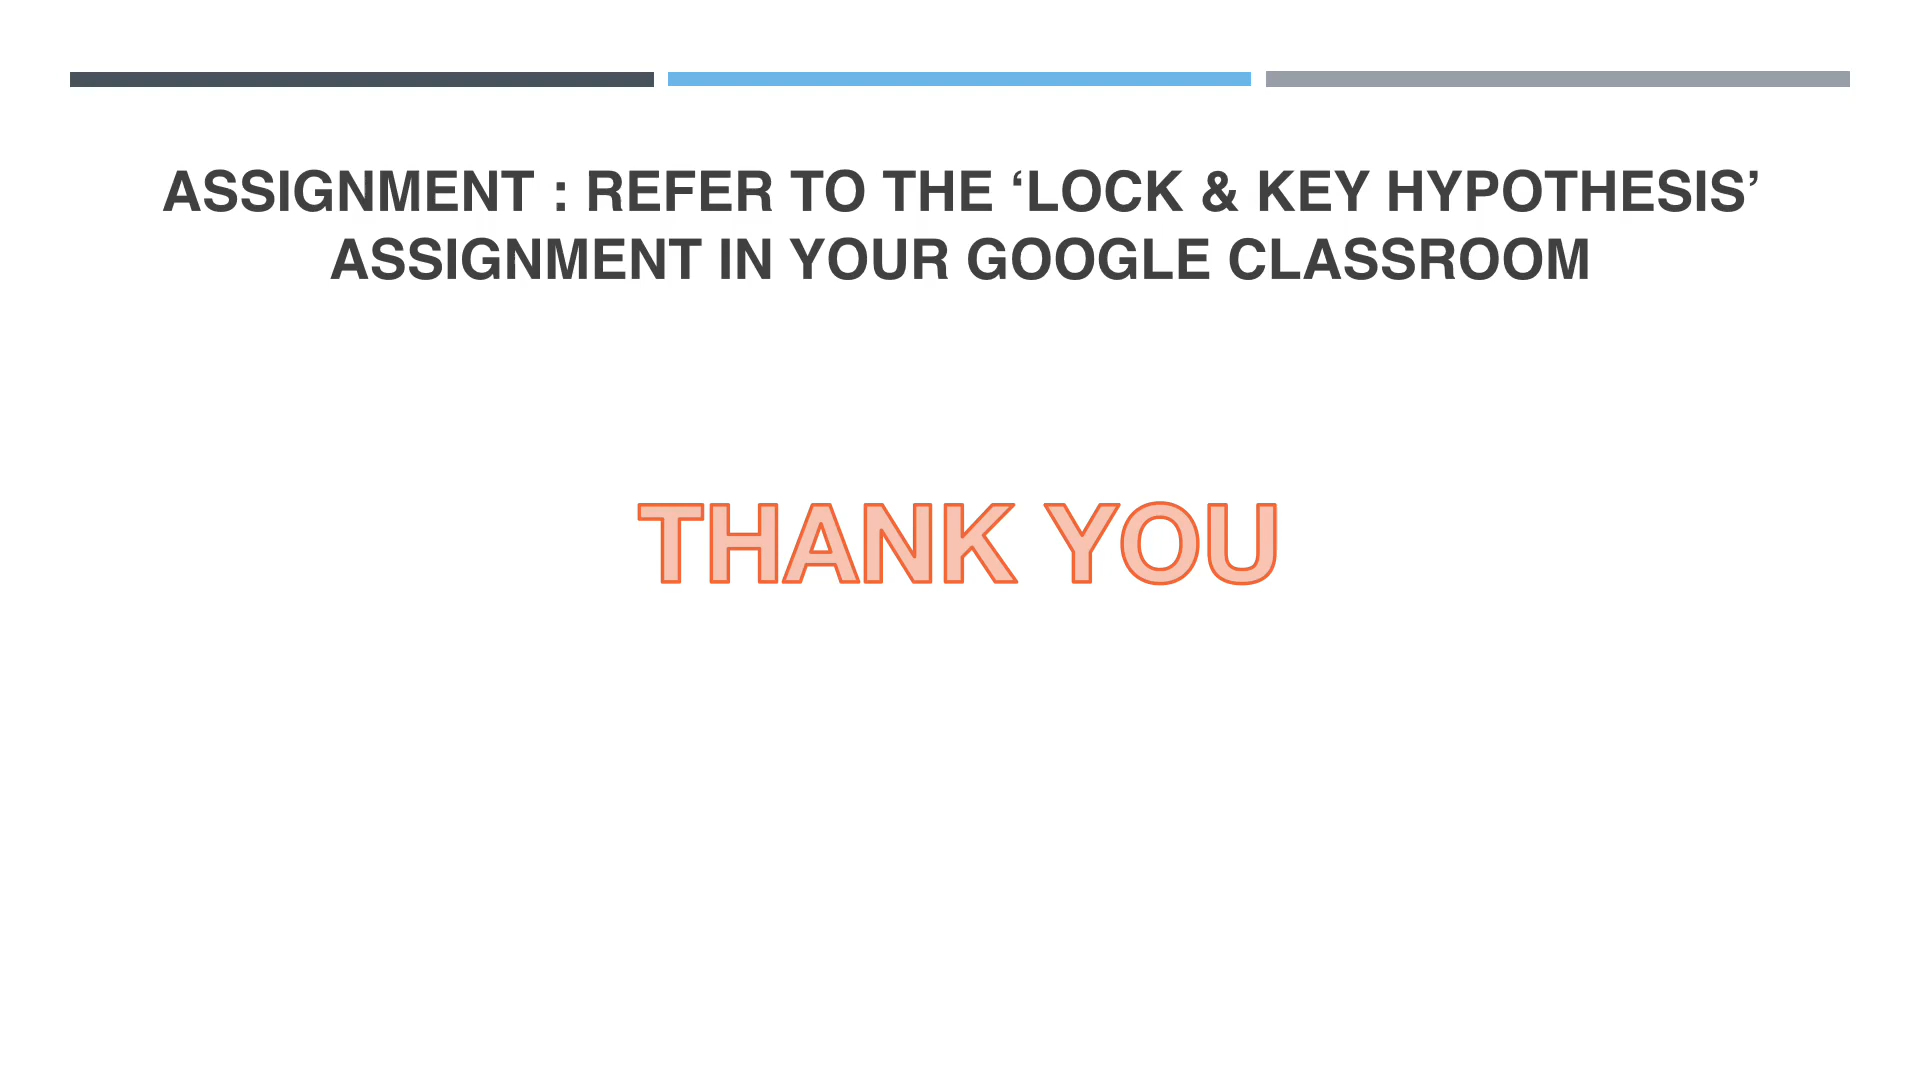 ASSIGNMENT : REFER TO THE ‘LOCK & KEY HYPOTHESIS’
ASSIGNMENT IN YOUR GOOGLE CLASSROOM
THANK YOU